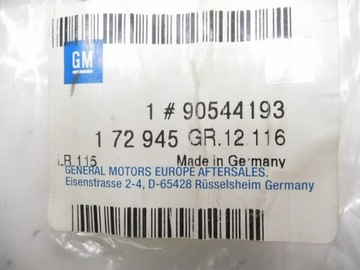 GM
1 # 90544193
1 72 945 GR.12.116
LR 115 Made in Germany
GENERAL MOTORS EUROPE AFTERSALES,
Eisenstrasse 2-4, D-65428 Rüsselsheim Germany